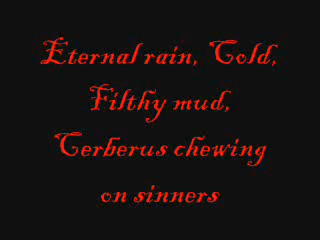 Eternal rain, Cold,
Filthy mud,
Cerberus chewing
on sinners